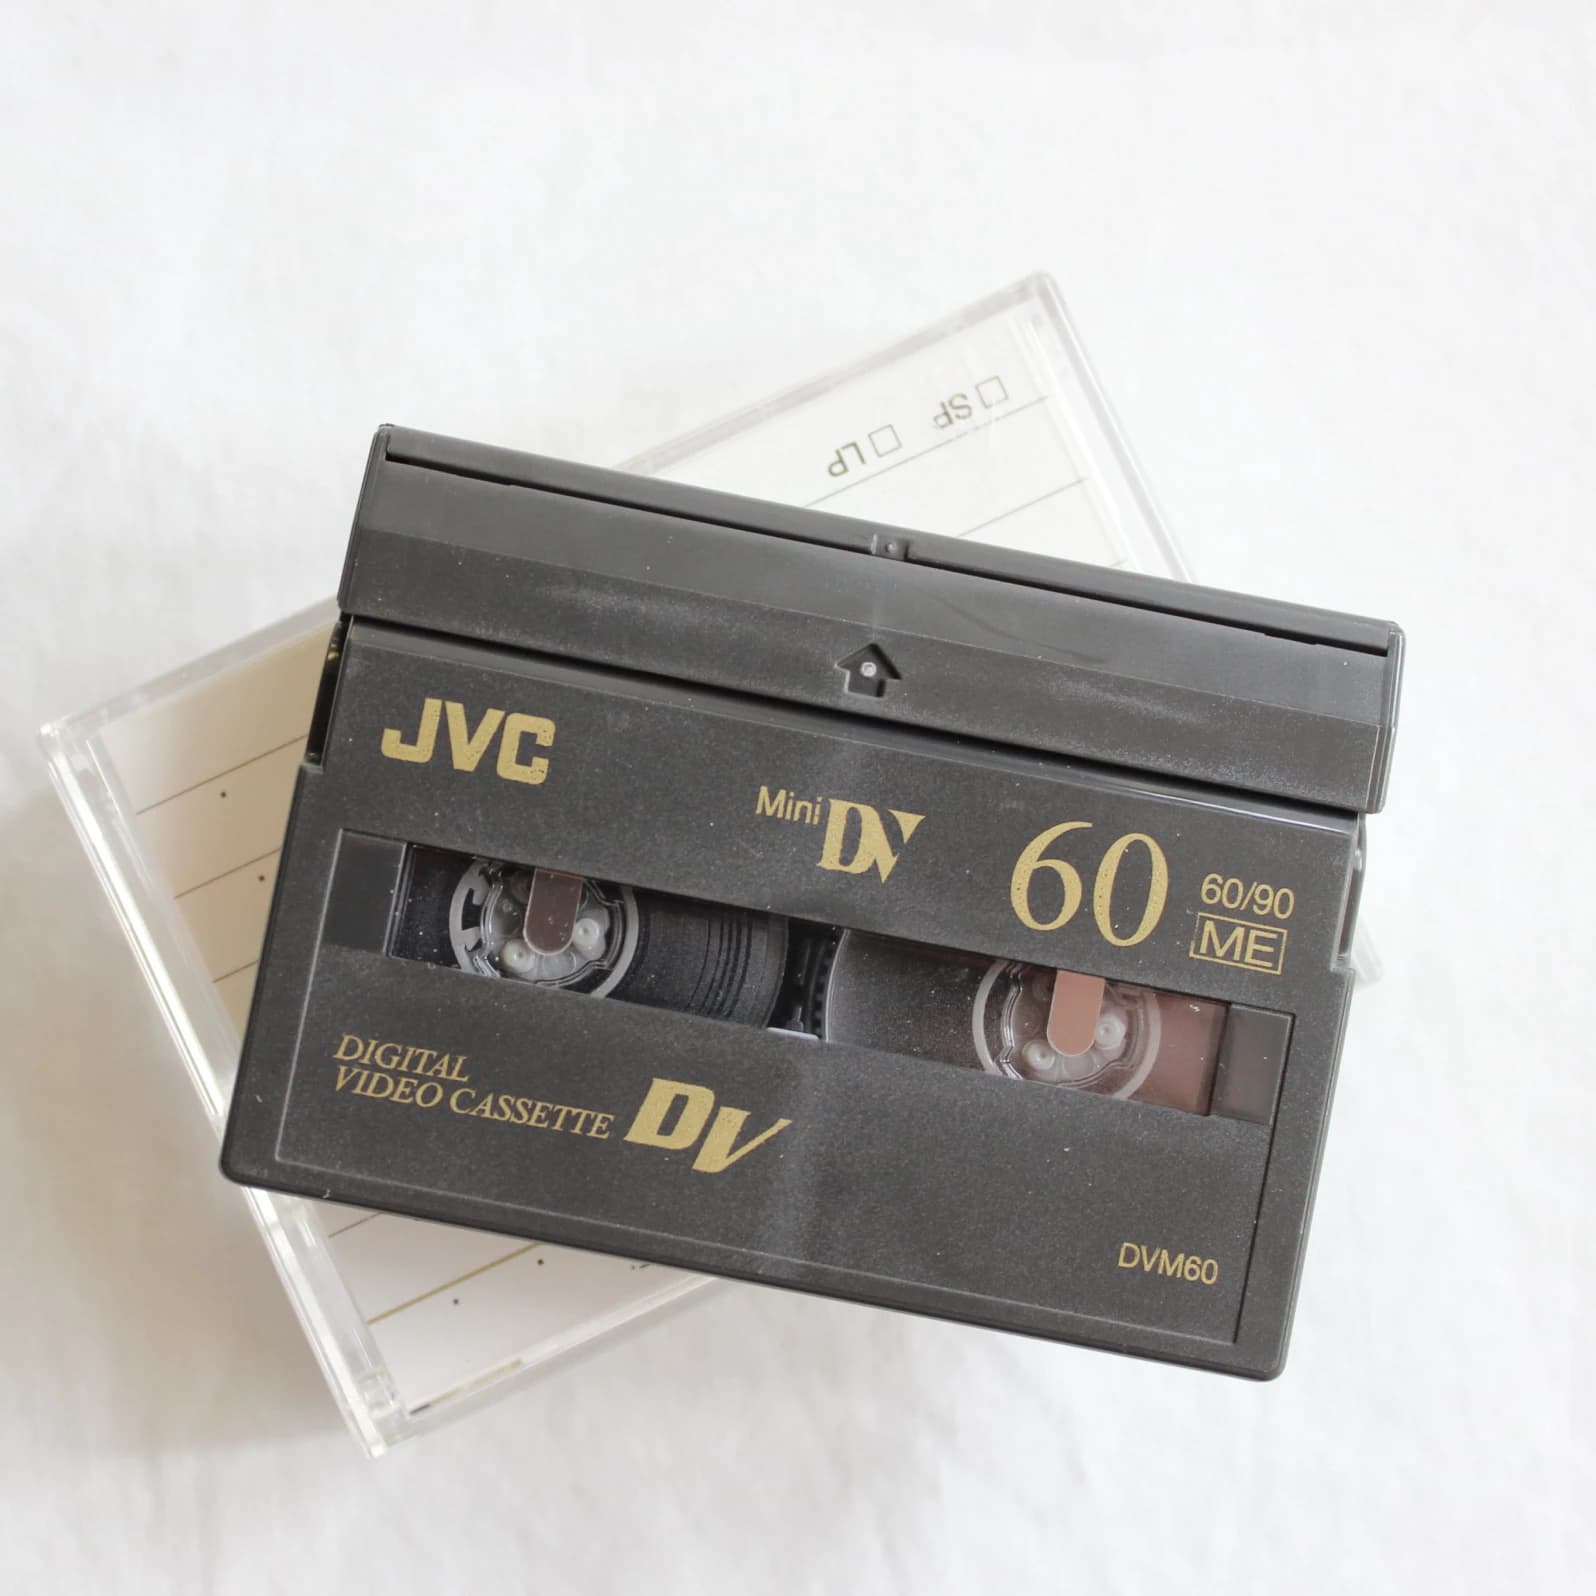 □ SP □ LP
JVC
Mini DV 60 60/90
ME
DIGITAL
VIDEO CASSETTE DV
DVM60